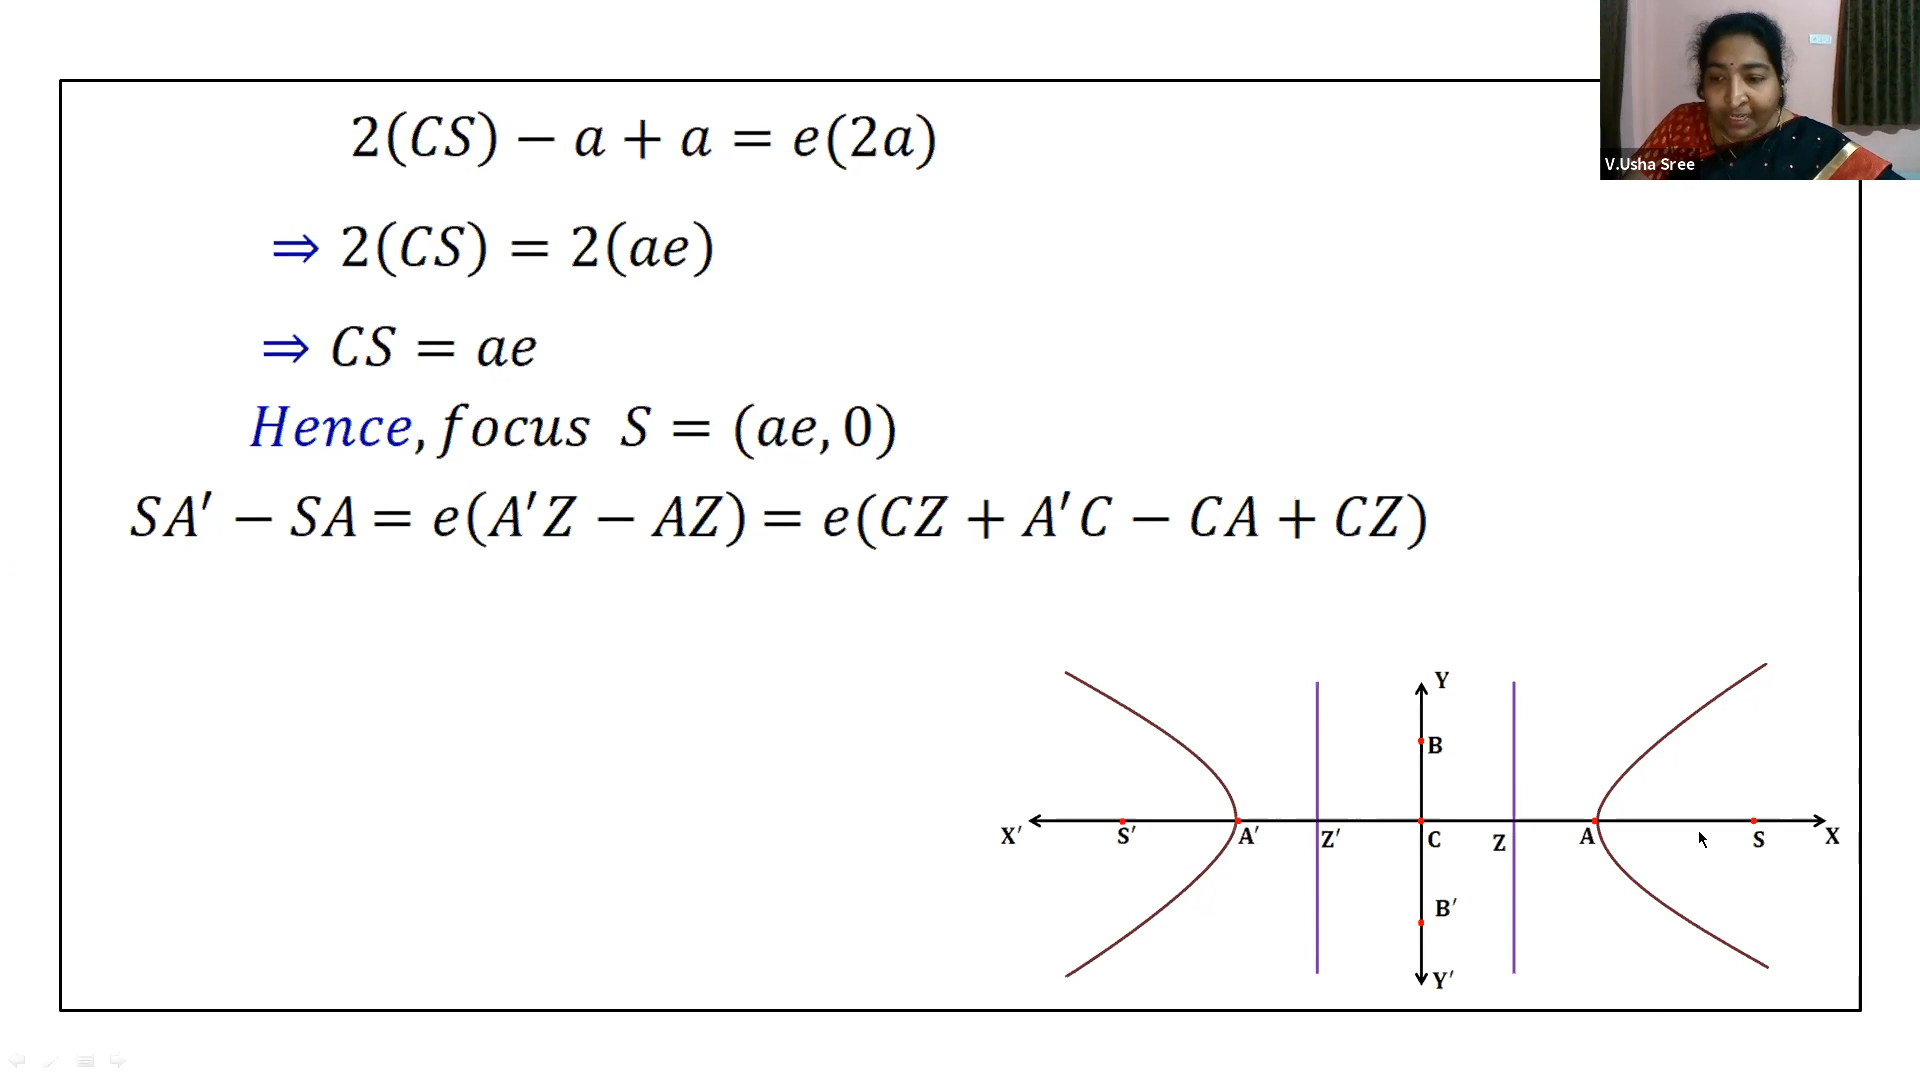 2(CS) − a + a = e(2a)
⇒ 2(CS) = 2(ae)
⇒ CS = ae
Hence, focus S = (ae, 0)
SA′ − SA = e(A′Z − AZ) = e(CZ + A′C − CA + CZ)
V.Usha Sree
Y
B
X′ S′ A′ Z′ C Z A S X
B′
Y′